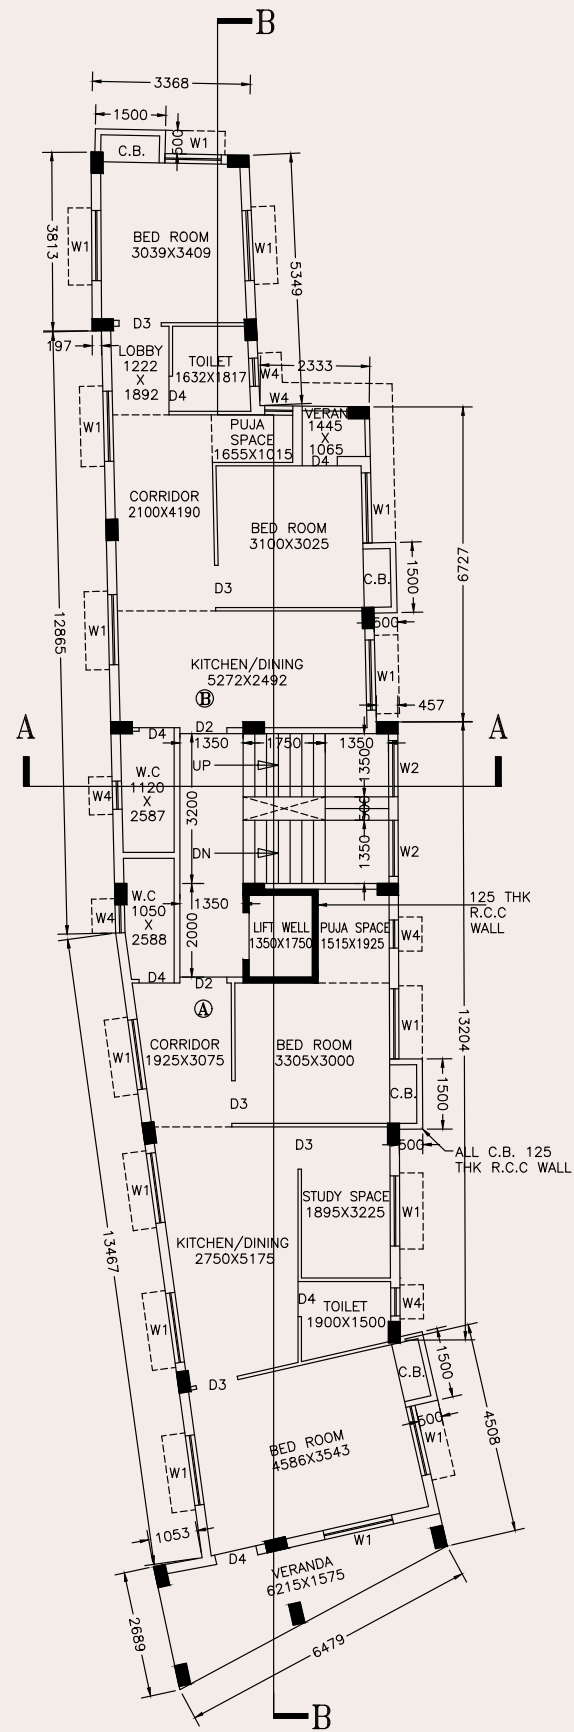 B
3368
1500
500
W1
C.B.
3813
W1
BED ROOM
3039X3409
W1
5349
D3
197
LOBBY
1222
X
1892
TOILET
1632X1817
D4
W4
2333
W4
W1
PUJA
SPACE
1655X1015
VERAN
1445
X
1065
D4
CORRIDOR
2100X4190
BED ROOM
3100X3025
W1
7279
C.B.
1500
D3
500
12865
W1
KITCHEN/DINING
5272X2492
W1
B
457
A
A
D4
D2
1350
1750
1350
UP
1350
W2
W.C
1120
X
2587
W4
3200
500
DN
1350
W2
W.C
1050
X
2588
W4
1350
2000
LIFT WELL
1350X1750
PUJA SPACE
1515X1925
W4
125 THK
R.C.C
WALL
D4
D2
A
13204
W1
CORRIDOR
1925X3075
BED ROOM
3305X3000
W1
C.B.
1500
D3
D3
500
ALL C.B. 125
THK R.C.C WALL
W1
STUDY SPACE
1895X3225
W1
13467
KITCHEN/DINING
2750X5175
D4
TOILET
1900X1500
W4
W1
D3
C.B.
1500
500
W1
4508
BED ROOM
4586X3543
W1
1053
W1
D4
VERANDA
6215X1575
2689
6479
B